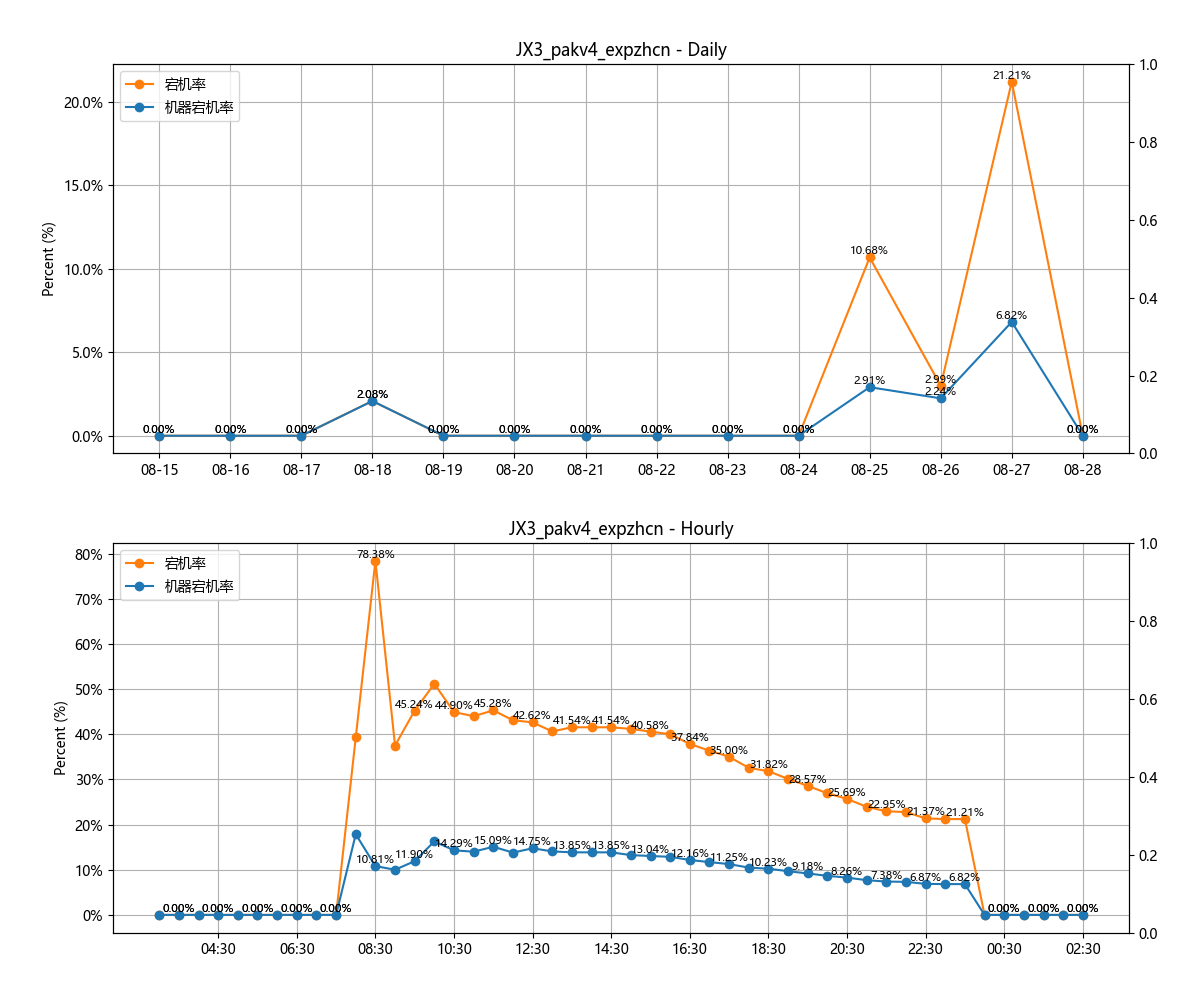 JX3_pakv4_expzhcn - Daily
宕机率
机器宕机率
Percent (%)
20.0%
15.0%
10.0%
5.0%
0.0%
1.0
0.8
0.6
0.4
0.2
0.0
0.00% 0.00% 0.00% 2.08% 0.00% 0.00% 0.00% 0.00% 0.00% 0.00% 10.68% 2.99% 21.21% 0.00%
2.91% 2.24% 6.82%
08-15 08-16 08-17 08-18 08-19 08-20 08-21 08-22 08-23 08-24 08-25 08-26 08-27 08-28
JX3_pakv4_expzhcn - Hourly
宕机率
机器宕机率
Percent (%)
80%
70%
60%
50%
40%
30%
20%
10%
0%
1.0
0.8
0.6
0.4
0.2
0.0
78.38% 45.24% 44.90% 45.28% 42.62% 41.54% 41.54% 40.58% 37.84% 35.00% 31.82% 28.57% 25.69% 22.95% 21.37% 21.21%
10.81% 11.90% 14.29% 15.09% 14.75% 13.85% 13.85% 13.04% 12.16% 11.25% 10.23% 9.18% 8.26% 7.38% 6.87% 6.82%
0.00% 0.00% 0.00% 0.00% 0.00% 0.00% 0.00% 0.00%
04:30 06:30 08:30 10:30 12:30 14:30 16:30 18:30 20:30 22:30 00:30 02:30